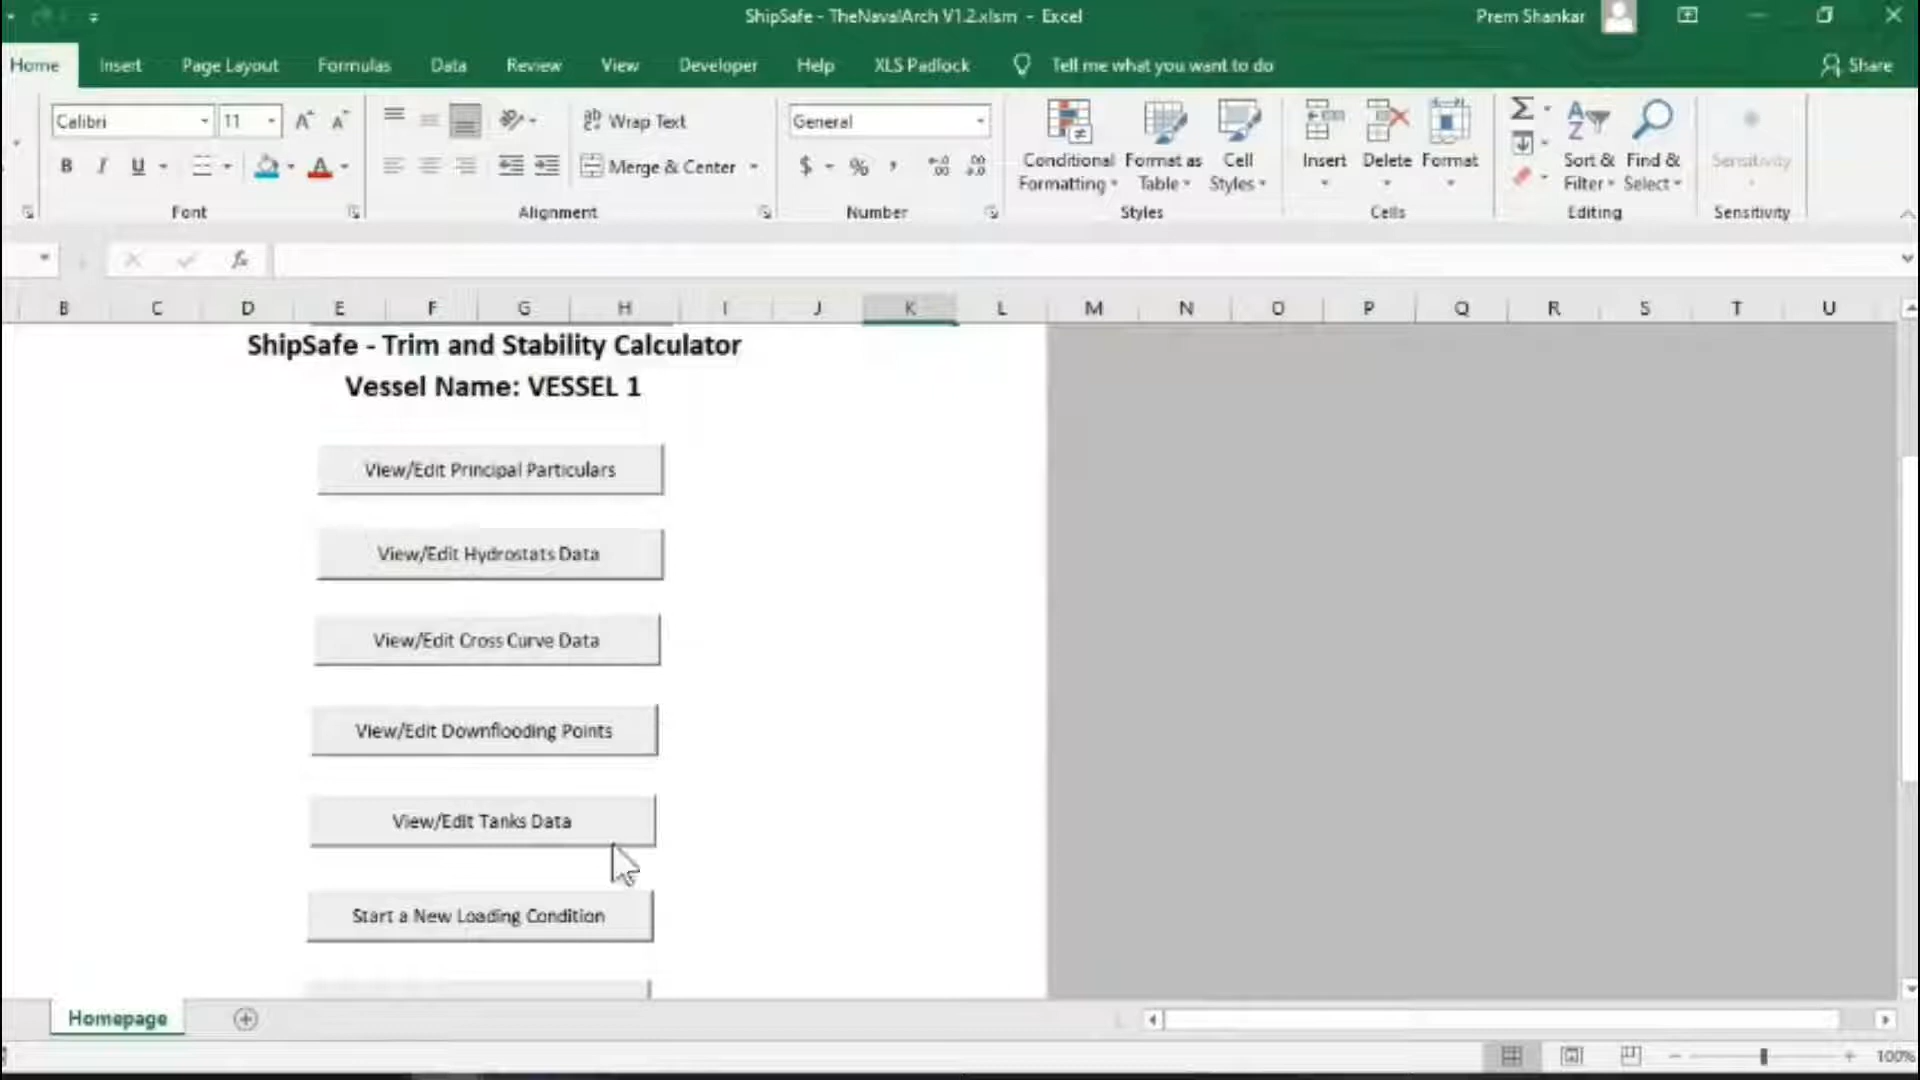 ShipSafe - TheNavalArch V1.2.xlsm - Excel
Prem Shankar
Home Insert Page Layout Formulas Data Review View Developer Help XLS Padlock Tell me what you want to do Share
Calibri 11 Wrap Text General
B I U Merge & Center $ % ,
Conditional Formatting Format as Table Cell Styles Insert Delete Format Sort & Filter Find & Select Sensitivity
Font Alignment Number Styles Cells Editing Sensitivity
fx
B C D E F G H I J K L M N O P Q R S T U
ShipSafe - Trim and Stability Calculator
Vessel Name: VESSEL 1
View/Edit Principal Particulars
View/Edit Hydrostats Data
View/Edit Cross Curve Data
View/Edit Downflooding Points
View/Edit Tanks Data
Start a New Loading Condition
Homepage
100%